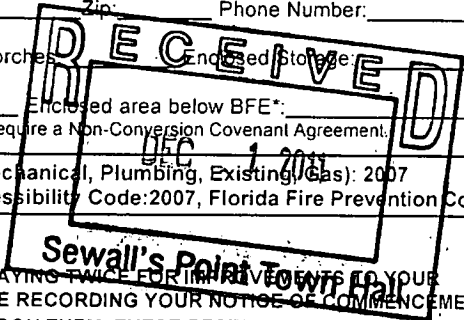 Zip: Phone Number:
RECEIVED
orches Enclosed Storage:
Enclosed area below BFE*:
equire a Non-Conversion Covenant Agreement.
DEC 1 2011
chanical, Plumbing, Existing, Gas): 2007
ssibility Code:2007, Florida Fire Prevention Co
Sewall's Point Town Hall
AYING TWICE FOR IMPROVEMENTS TO YOUR
E RECORDING YOUR NOTICE OF COMMENCEME